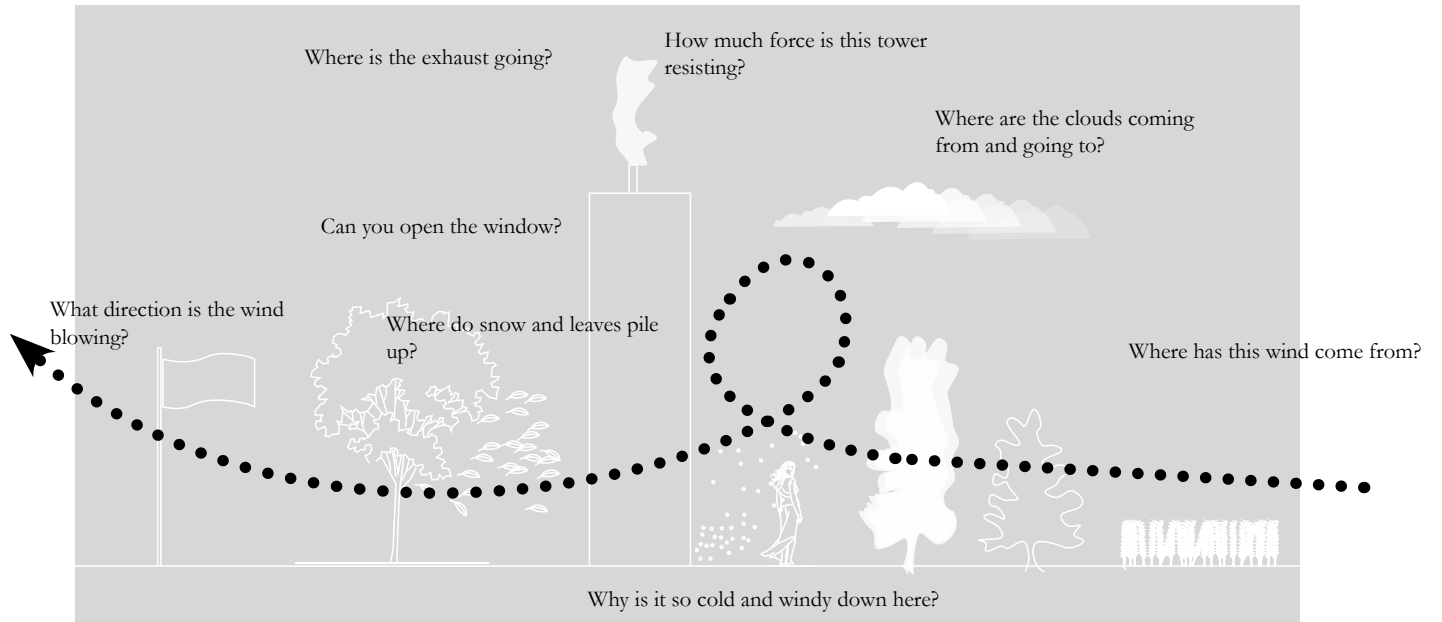 Where is the exhaust going?
How much force is this tower
resisting?
Where are the clouds coming
from and going to?
Can you open the window?
What direction is the wind
blowing?
Where do snow and leaves pile
up?
Where has this wind come from?
Why is it so cold and windy down here?